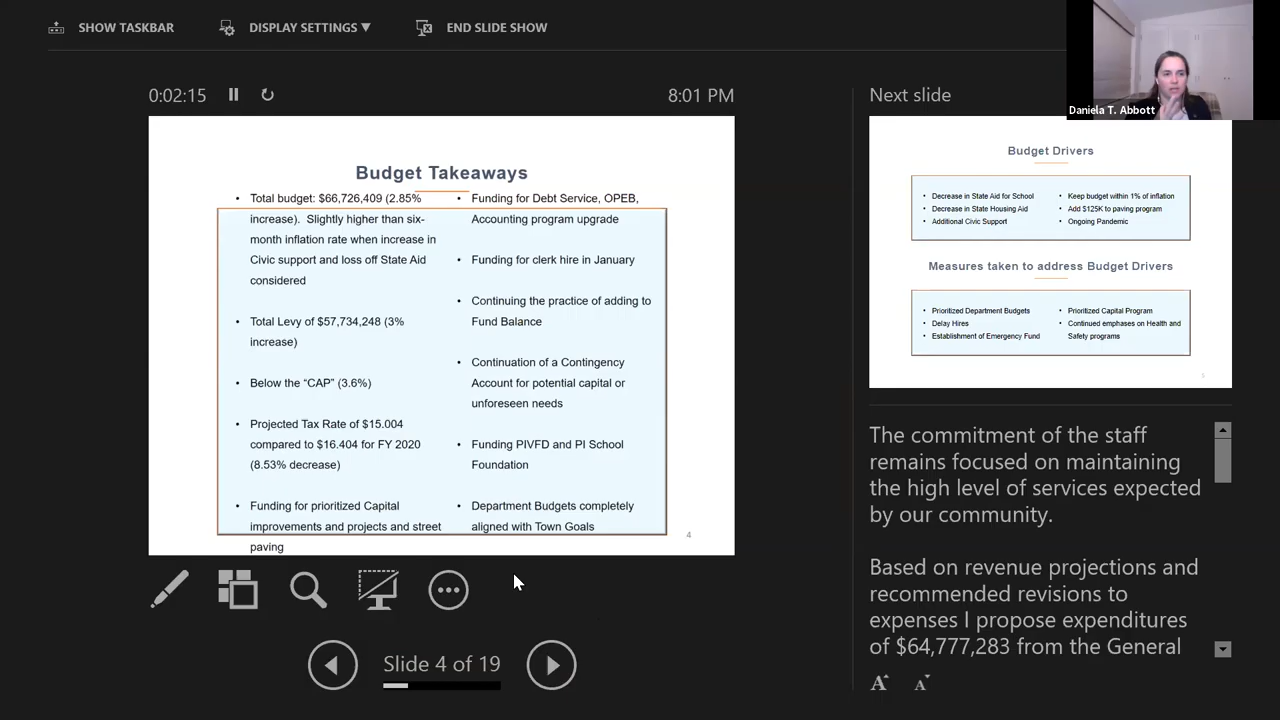 SHOW TASKBAR
DISPLAY SETTINGS ▼
END SLIDE SHOW
Daniela T. Abbott
0:02:15
8:01 PM
Budget Takeaways
• Total budget: $66,726,409 (2.85%
increase). Slightly higher than six-
month inflation rate when increase in
Civic support and loss off State Aid
considered
• Total Levy of $57,734,248 (3%
increase)
• Below the “CAP” (3.6%)
• Projected Tax Rate of $15.004
compared to $16.404 for FY 2020
(8.53% decrease)
• Funding for prioritized Capital
improvements and projects and street
paving
• Funding for Debt Service, OPEB,
Accounting program upgrade
• Funding for clerk hire in January
• Continuing the practice of adding to
Fund Balance
• Continuation of a Contingency
Account for potential capital or
unforeseen needs
• Funding PIVFD and PI School
Foundation
• Department Budgets completely
aligned with Town Goals
4
Slide 4 of 19
Next slide
Budget Drivers
• Decrease in State Aid for School
• Decrease in State Housing Aid
• Additional Civic Support
• Keep budget within 1% of inflation
• Add $125K to paving program
• Ongoing Pandemic
Measures taken to address Budget Drivers
• Prioritized Department Budgets
• Delay Hires
• Establishment of Emergency Fund
• Prioritized Capital Program
• Continued emphases on Health and
Safety programs
5
The commitment of the staff
remains focused on maintaining
the high level of services expected
by our community.
Based on revenue projections and
recommended revisions to
expenses I propose expenditures
of $64,777,283 from the General
A A